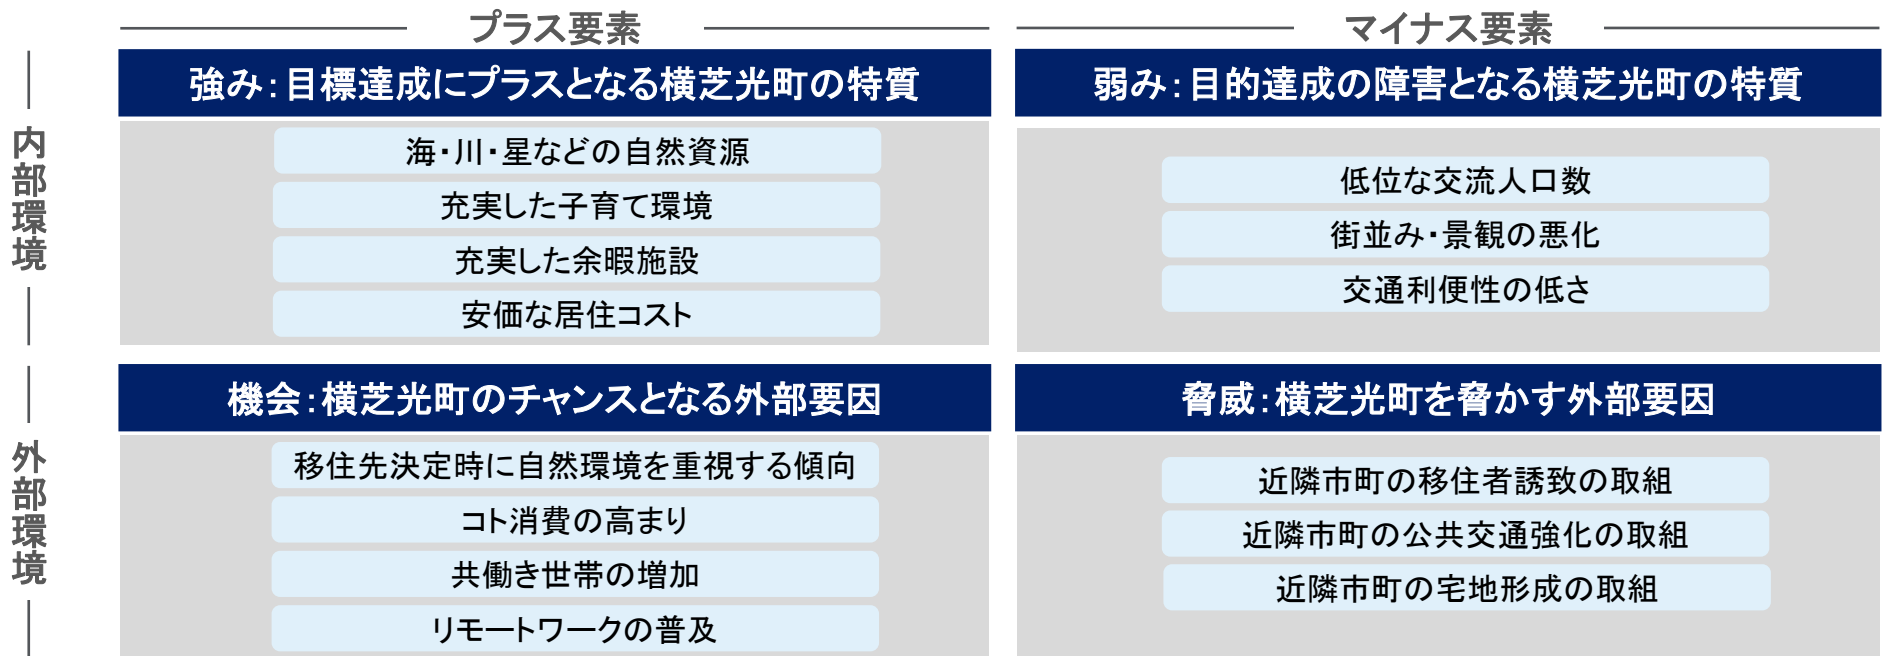 プラス要素
マイナス要素
内部環境
強み：目標達成にプラスとなる横芝光町の特質
海・川・星などの自然資源
充実した子育て環境
充実した余暇施設
安価な居住コスト
弱み：目的達成の障害となる横芝光町の特質
低位な交流人口数
街並み・景観の悪化
交通利便性の低さ
外部環境
機会：横芝光町のチャンスとなる外部要因
移住先決定時に自然環境を重視する傾向
コト消費の高まり
共働き世帯の増加
リモートワークの普及
脅威：横芝光町を脅かす外部要因
近隣市町の移住者誘致の取組
近隣市町の公共交通強化の取組
近隣市町の宅地形成の取組